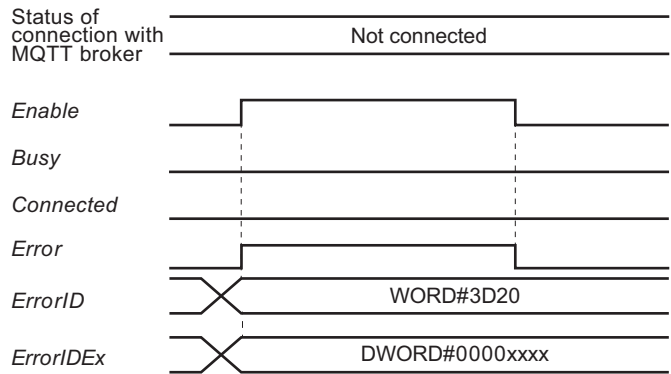 Status of
connection with
MQTT broker
Not connected
Enable
Busy
Connected
Error
ErrorID
WORD#3D20
ErrorIDEx
DWORD#0000xxxx